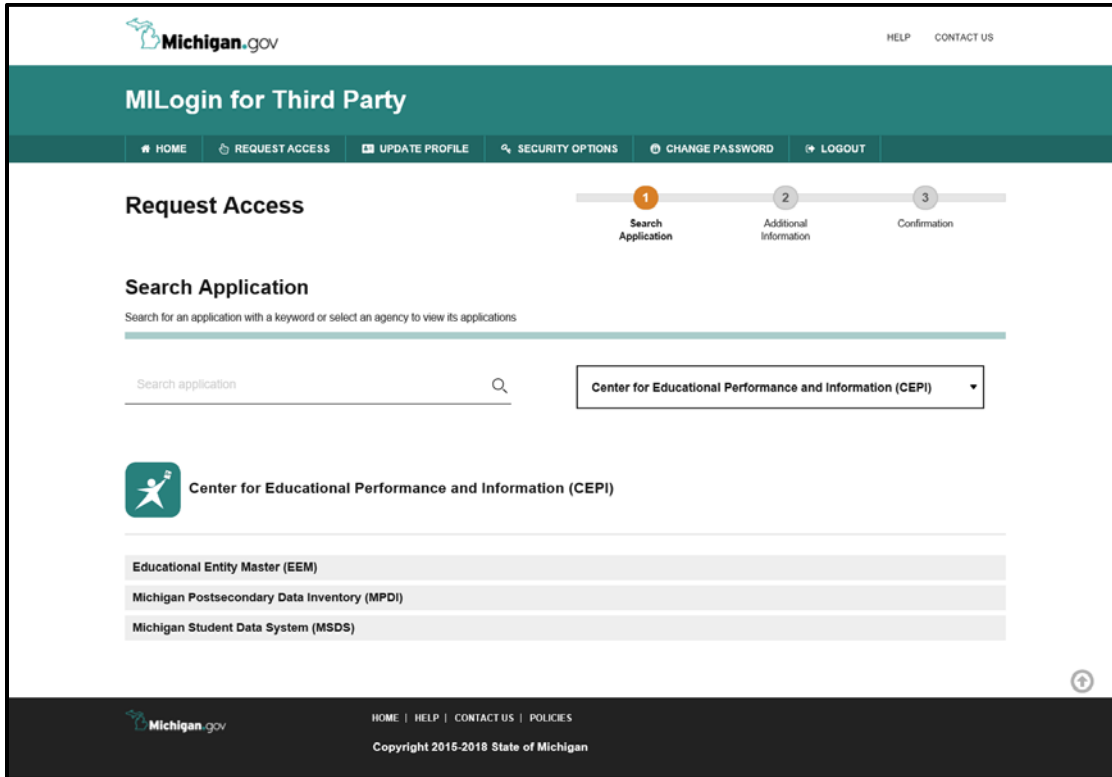 Michigan.gov
HELP CONTACT US
MILogin for Third Party
HOME REQUEST ACCESS UPDATE PROFILE SECURITY OPTIONS CHANGE PASSWORD LOGOUT
Request Access
1 2 3
Search Application
Additional Information
Confirmation
Search Application
Search for an application with a keyword or select an agency to view its applications
Search application
Center for Educational Performance and Information (CEPI)
Center for Educational Performance and Information (CEPI)
Educational Entity Master (EEM)
Michigan Postsecondary Data Inventory (MPDI)
Michigan Student Data System (MSDS)
Michigan.gov
HOME | HELP | CONTACT US | POLICIES
Copyright 2015-2018 State of Michigan